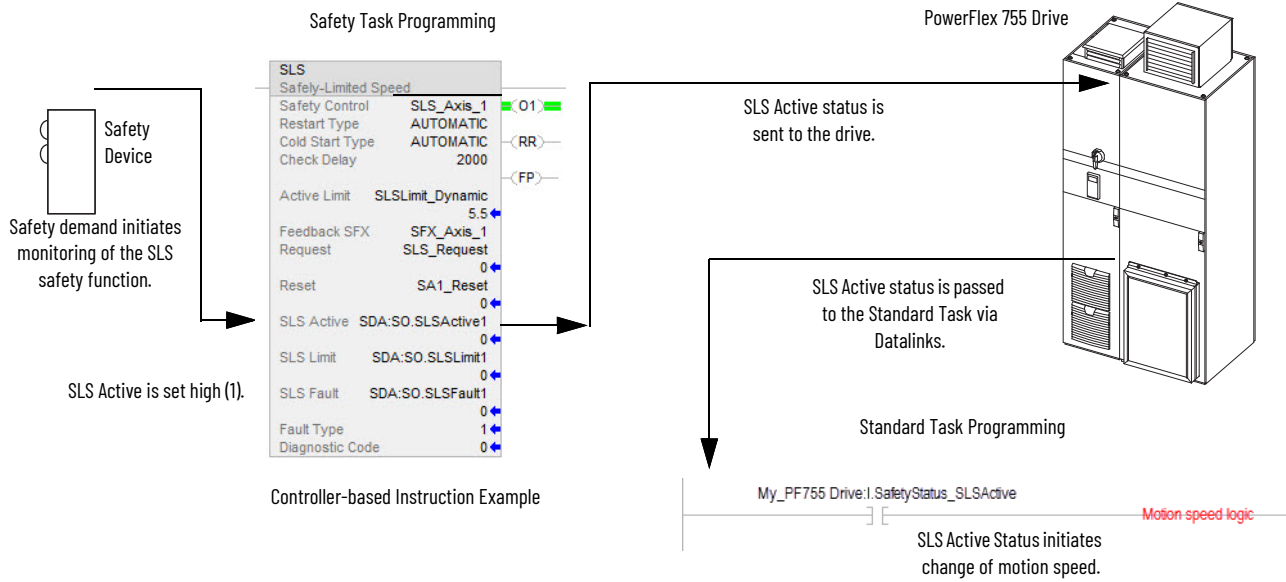 Safety Task Programming
PowerFlex 755 Drive
Safety
Device
Safety demand initiates
monitoring of the SLS
safety function.
SLS Active is set high (1).
SLS
Safely-Limited Speed
Safety Control SLS_Axis_1
Restart Type AUTOMATIC
Cold Start Type AUTOMATIC
Check Delay 2000
Active Limit SLSLimit_Dynamic
5.5
Feedback SFX SFX_Axis_1
Request SLS_Request
0
Reset SA1_Reset
0
SLS Active SDA:SO.SLSActive1
0
SLS Limit SDA:SO.SLSLimit1
0
SLS Fault SDA:SO.SLSFault1
0
Fault Type 1
Diagnostic Code 0
O1
RR
FP
Controller-based Instruction Example
SLS Active status is
sent to the drive.
SLS Active status is passed
to the Standard Task via
Datalinks.
Standard Task Programming
My_PF755 Drive:I.SafetyStatus_SLSActive
Motion speed logic
SLS Active Status initiates
change of motion speed.